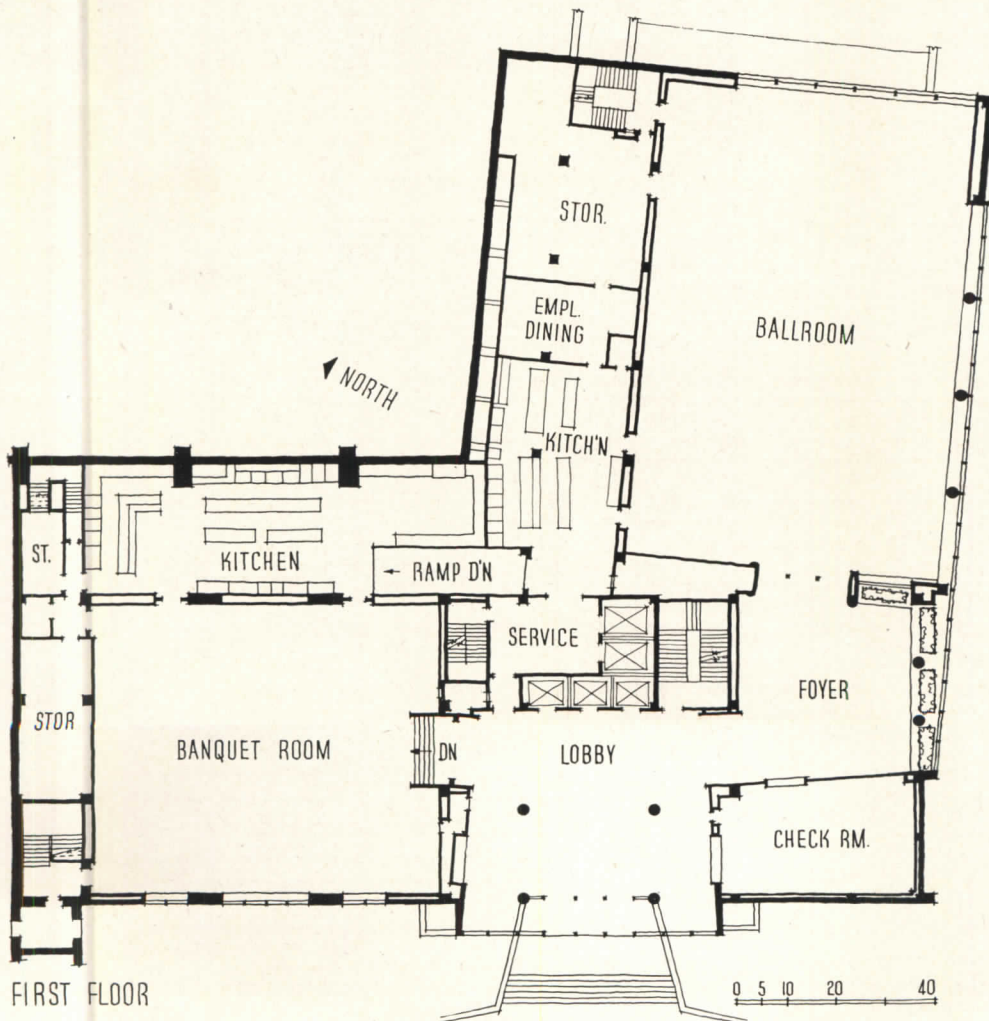 STOR.
EMPL.
DINING
BALLROOM
NORTH
KITCH'N
ST.
KITCHEN
← RAMP D'N
SERVICE
FOYER
STOR
BANQUET ROOM
DN
LOBBY
CHECK RM.
FIRST FLOOR
0 5 10 20 40